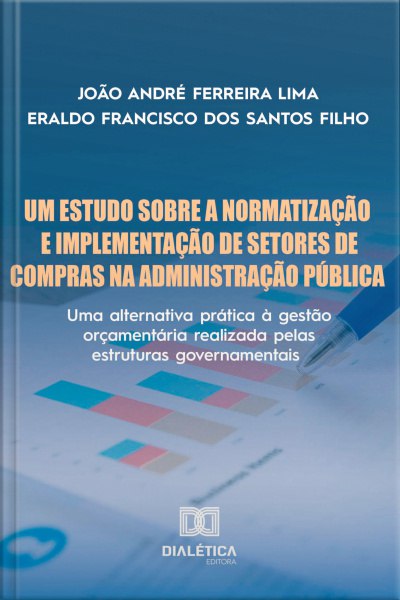 JOÃO ANDRÉ FERREIRA LIMA
ERALDO FRANCISCO DOS SANTOS FILHO
UM ESTUDO SOBRE A NORMATIZAÇÃO
E IMPLEMENTAÇÃO DE SETORES DE
COMPRAS NA ADMINISTRAÇÃO PÚBLICA
Uma alternativa prática à gestão
orçamentária realizada pelas
estruturas governamentais
DIALÉTICA
EDITORA